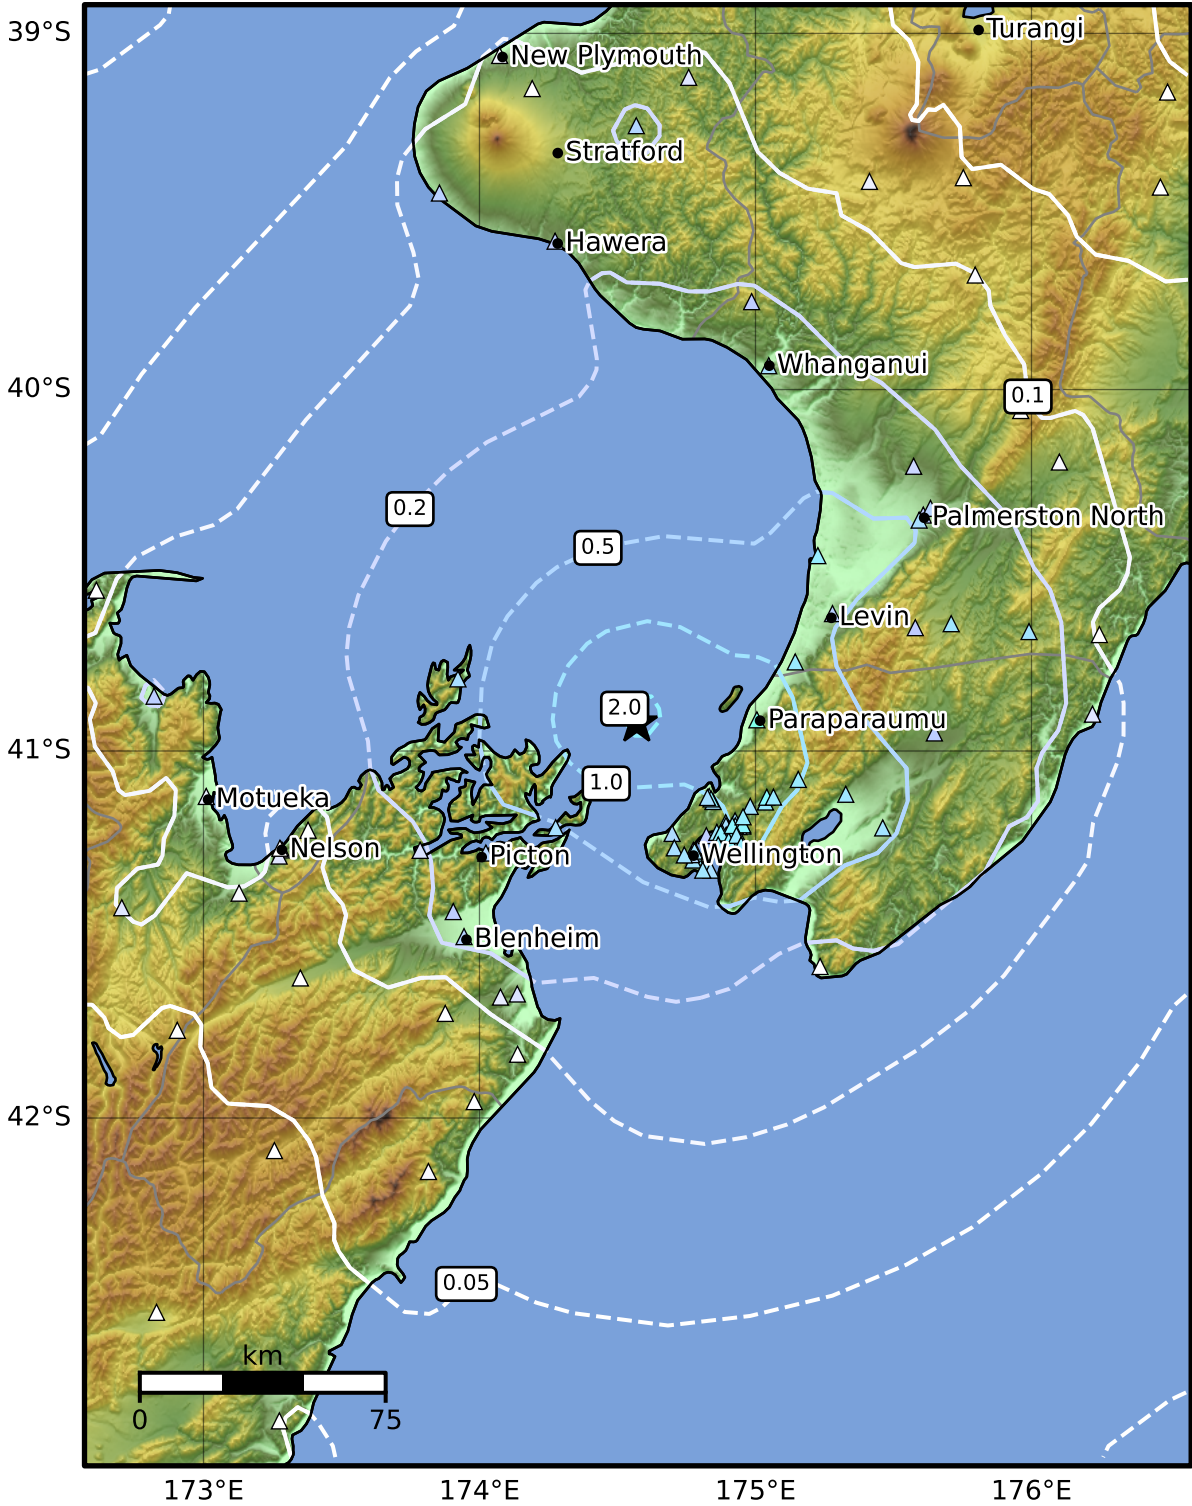 39°S
Turangi
New Plymouth
Stratford
Hawera
Whanganui
40°S
0.1
0.2
Palmerston North
0.5
Levin
2.0
Paraparaumu
41°S
1.0
Motueka
Nelson
Picton
Wellington
Blenheim
42°S
0.05
km
0
75
173°E
174°E
175°E
176°E